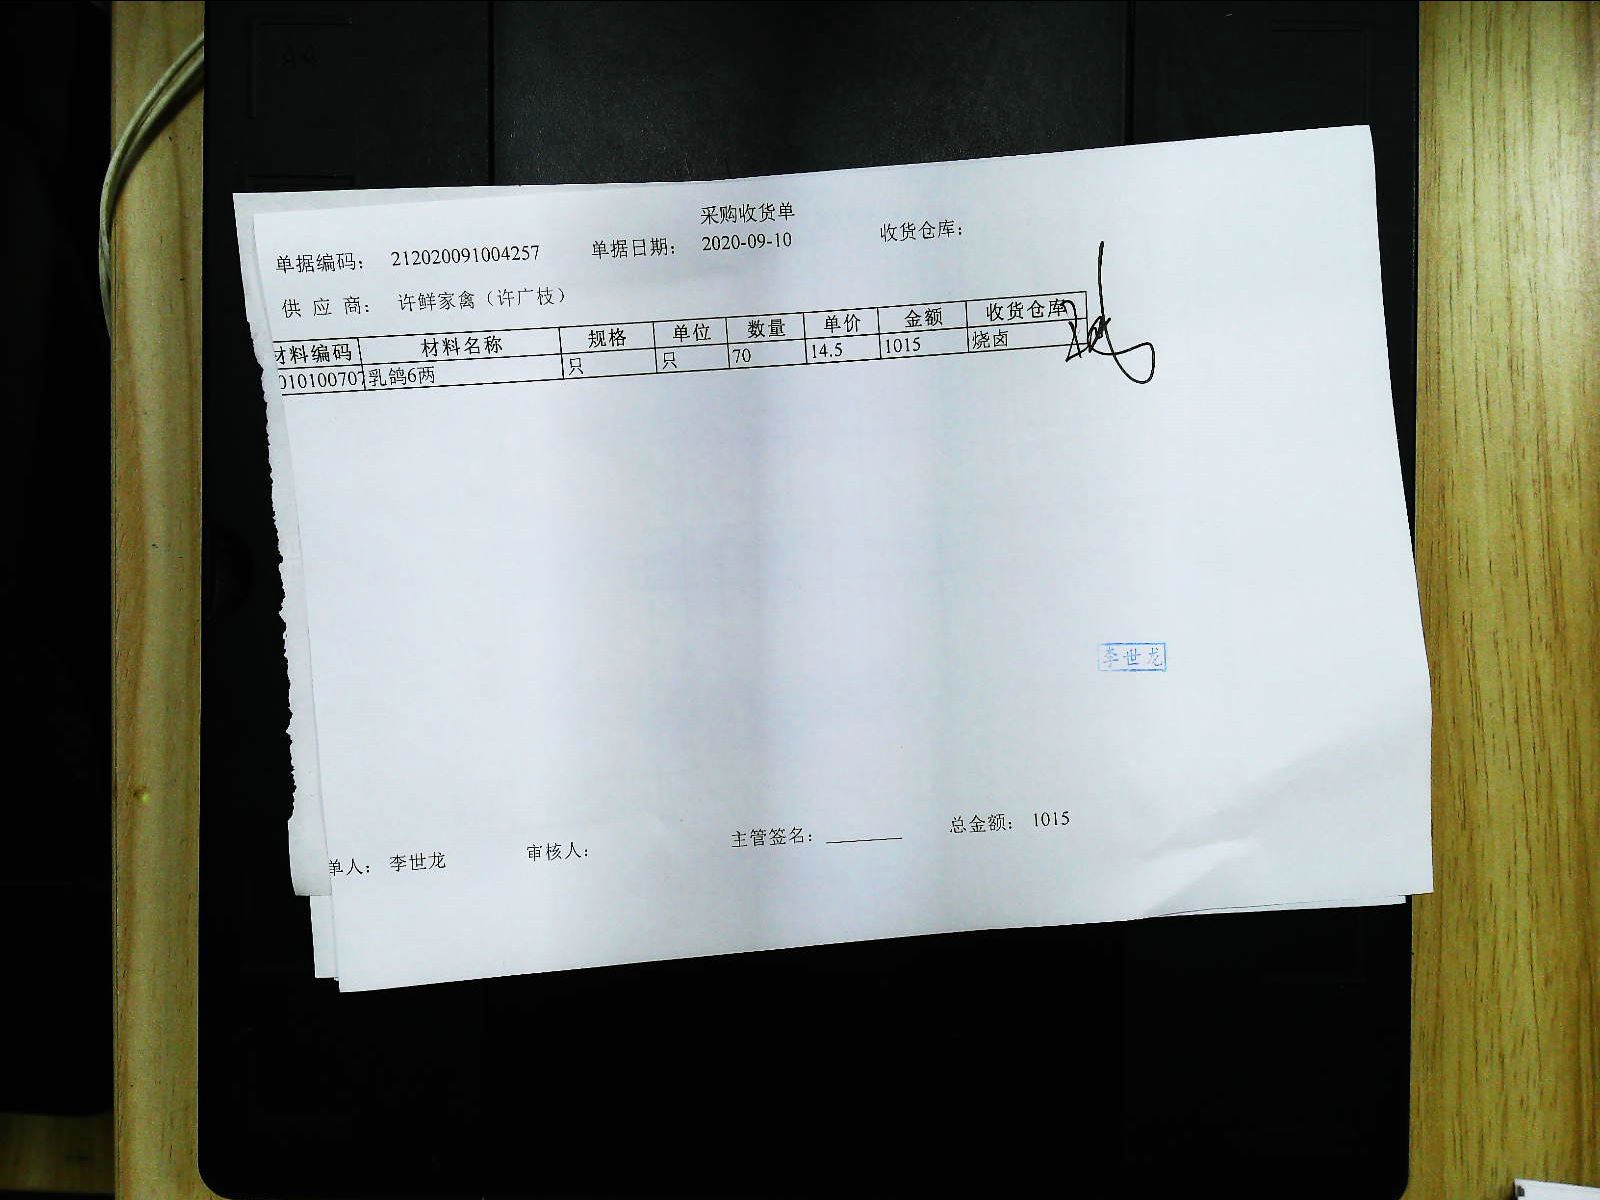 采购收货单
单据编码： 212020091004257 单据日期： 2020-09-10 收货仓库：
供 应 商： 许鲜家禽（许广枝）
材料编码 材料名称 规格 单位 数量 单价 金额 收货仓库
010100707 乳鸽6两 只 只 70 14.5 1015 烧卤
李世龙
单人： 李世龙 审核人： 主管签名： 总金额： 1015